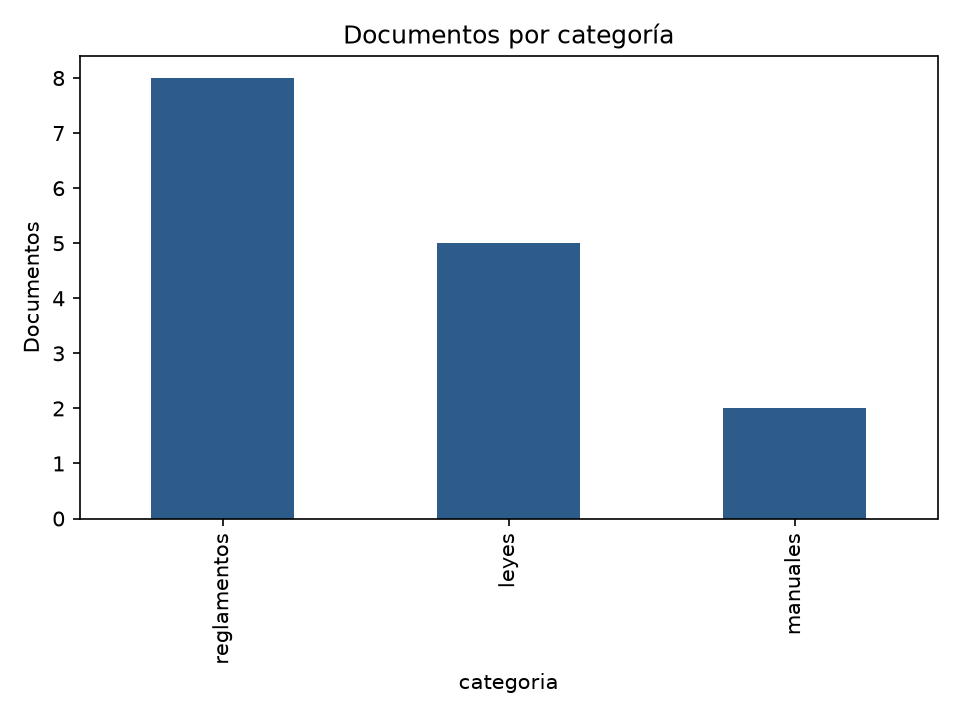 Documentos por categoría
Documentos
8
7
6
5
4
3
2
1
0
reglamentos
leyes
manuales
categoria